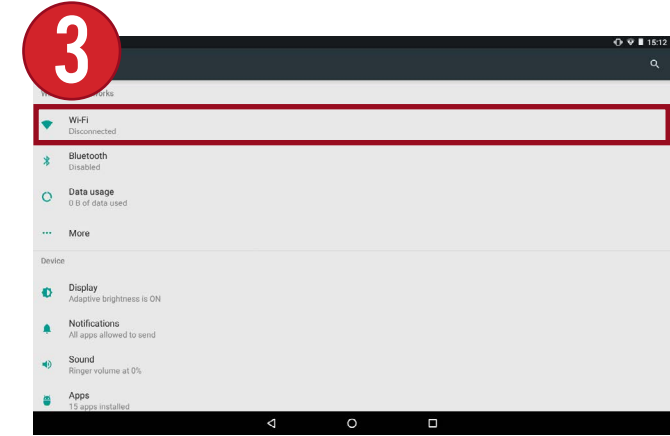 3
15:12
Wi-Fi
Disconnected
Bluetooth
Disabled
Data usage
0 B of data used
More
Device
Display
Adaptive brightness is ON
Notifications
All apps allowed to send
Sound
Ringer volume at 0%
Apps
15 apps installed